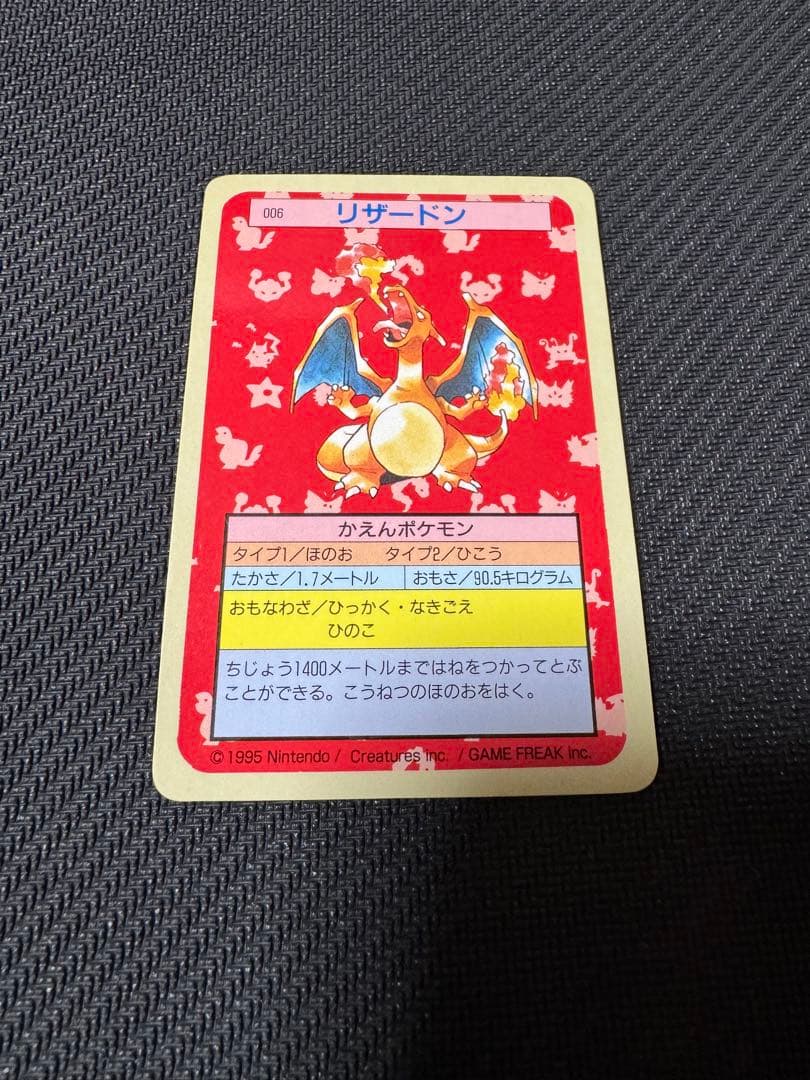 006 リザードン
かえんポケモン
タイプ1／ほのお タイプ2／ひこう
たかさ／1.7メートル おもさ／90.5キログラム
おもなわざ／ひっかく・なきごえ
ひのこ
ちじょう1400メートルまではねをつかってとぶ
ことができる。こうねつのほのおをはく。
©1995 Nintendo / Creatures inc. / GAME FREAK Inc.